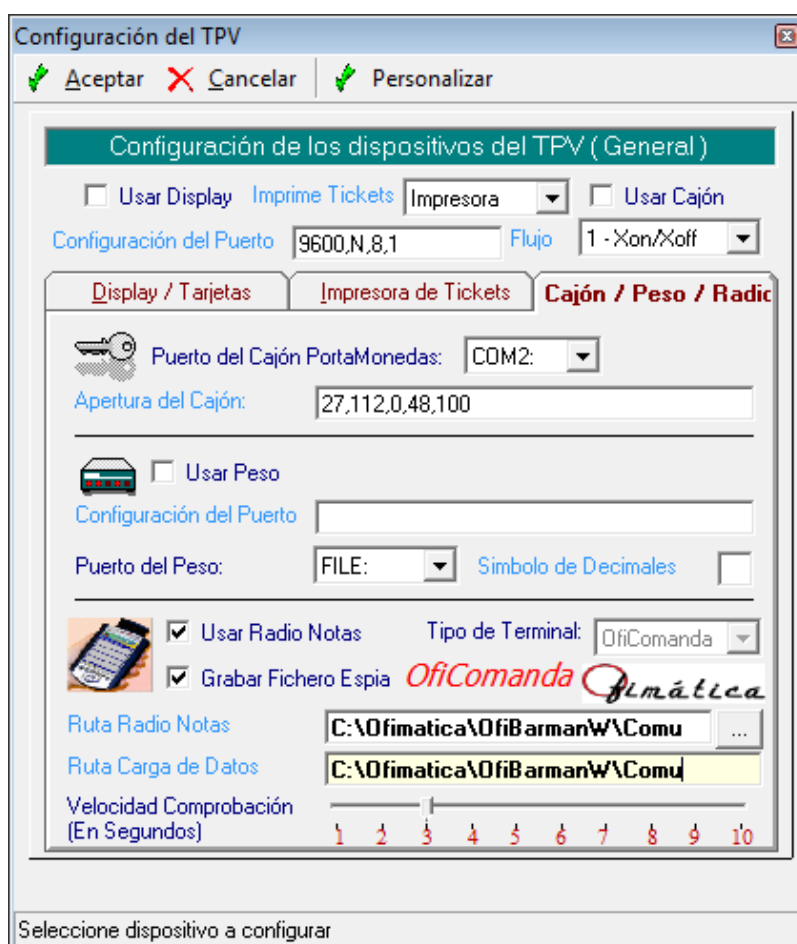 Configuración del TPV
Aceptar Cancelar Personalizar
Configuración de los dispositivos del TPV ( General )
Usar Display Imprime Tickets Impresora Usar Cajón
Configuración del Puerto 9600,N,8,1 Flujo 1 - Xon/Xoff
Display / Tarjetas Impresora de Tickets Cajón / Peso / Radio
Puerto del Cajón PortaMonedas: COM2:
Apertura del Cajón: 27,112,0,48,100
Usar Peso
Configuración del Puerto
Puerto del Peso: FILE: Simbolo de Decimales
Usar Radio Notas Tipo de Terminal: OfiComanda
Grabar Fichero Espia OfiComanda Ofimática
Ruta Radio Notas C:\Ofimatica\OfiBarmanW\Comu ...
Ruta Carga de Datos C:\Ofimatica\OfiBarmanW\Comu
Velocidad Comprobación
(En Segundos) 1 2 3 4 5 6 7 8 9 10
Seleccione dispositivo a configurar